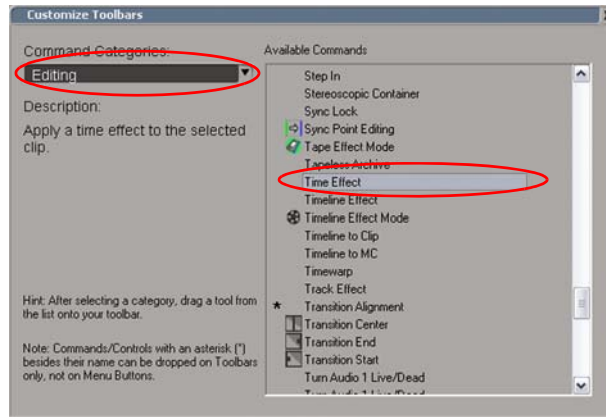 Customize Toolbars
Command Categories:
Editing
Description:
Apply a time effect to the selected
clip.
Hint: After selecting a category, drag a tool from
the list onto your toolbar.
Note: Commands/Controls with an asterisk (*)
besides their name can be dropped on Toolbars
only, not on Menu Buttons.
Available Commands
Step In
Stereoscopic Container
Sync Lock
Sync Point Editing
Tape Effect Mode
Tapeless Archive
Time Effect
Timeline Effect
Timeline Effect Mode
Timeline to Clip
Timeline to MC
Timewarp
Track Effect
* Transition Alignment
Transition Center
Transition End
Transition Start
Turn Audio 1 Live/Dead